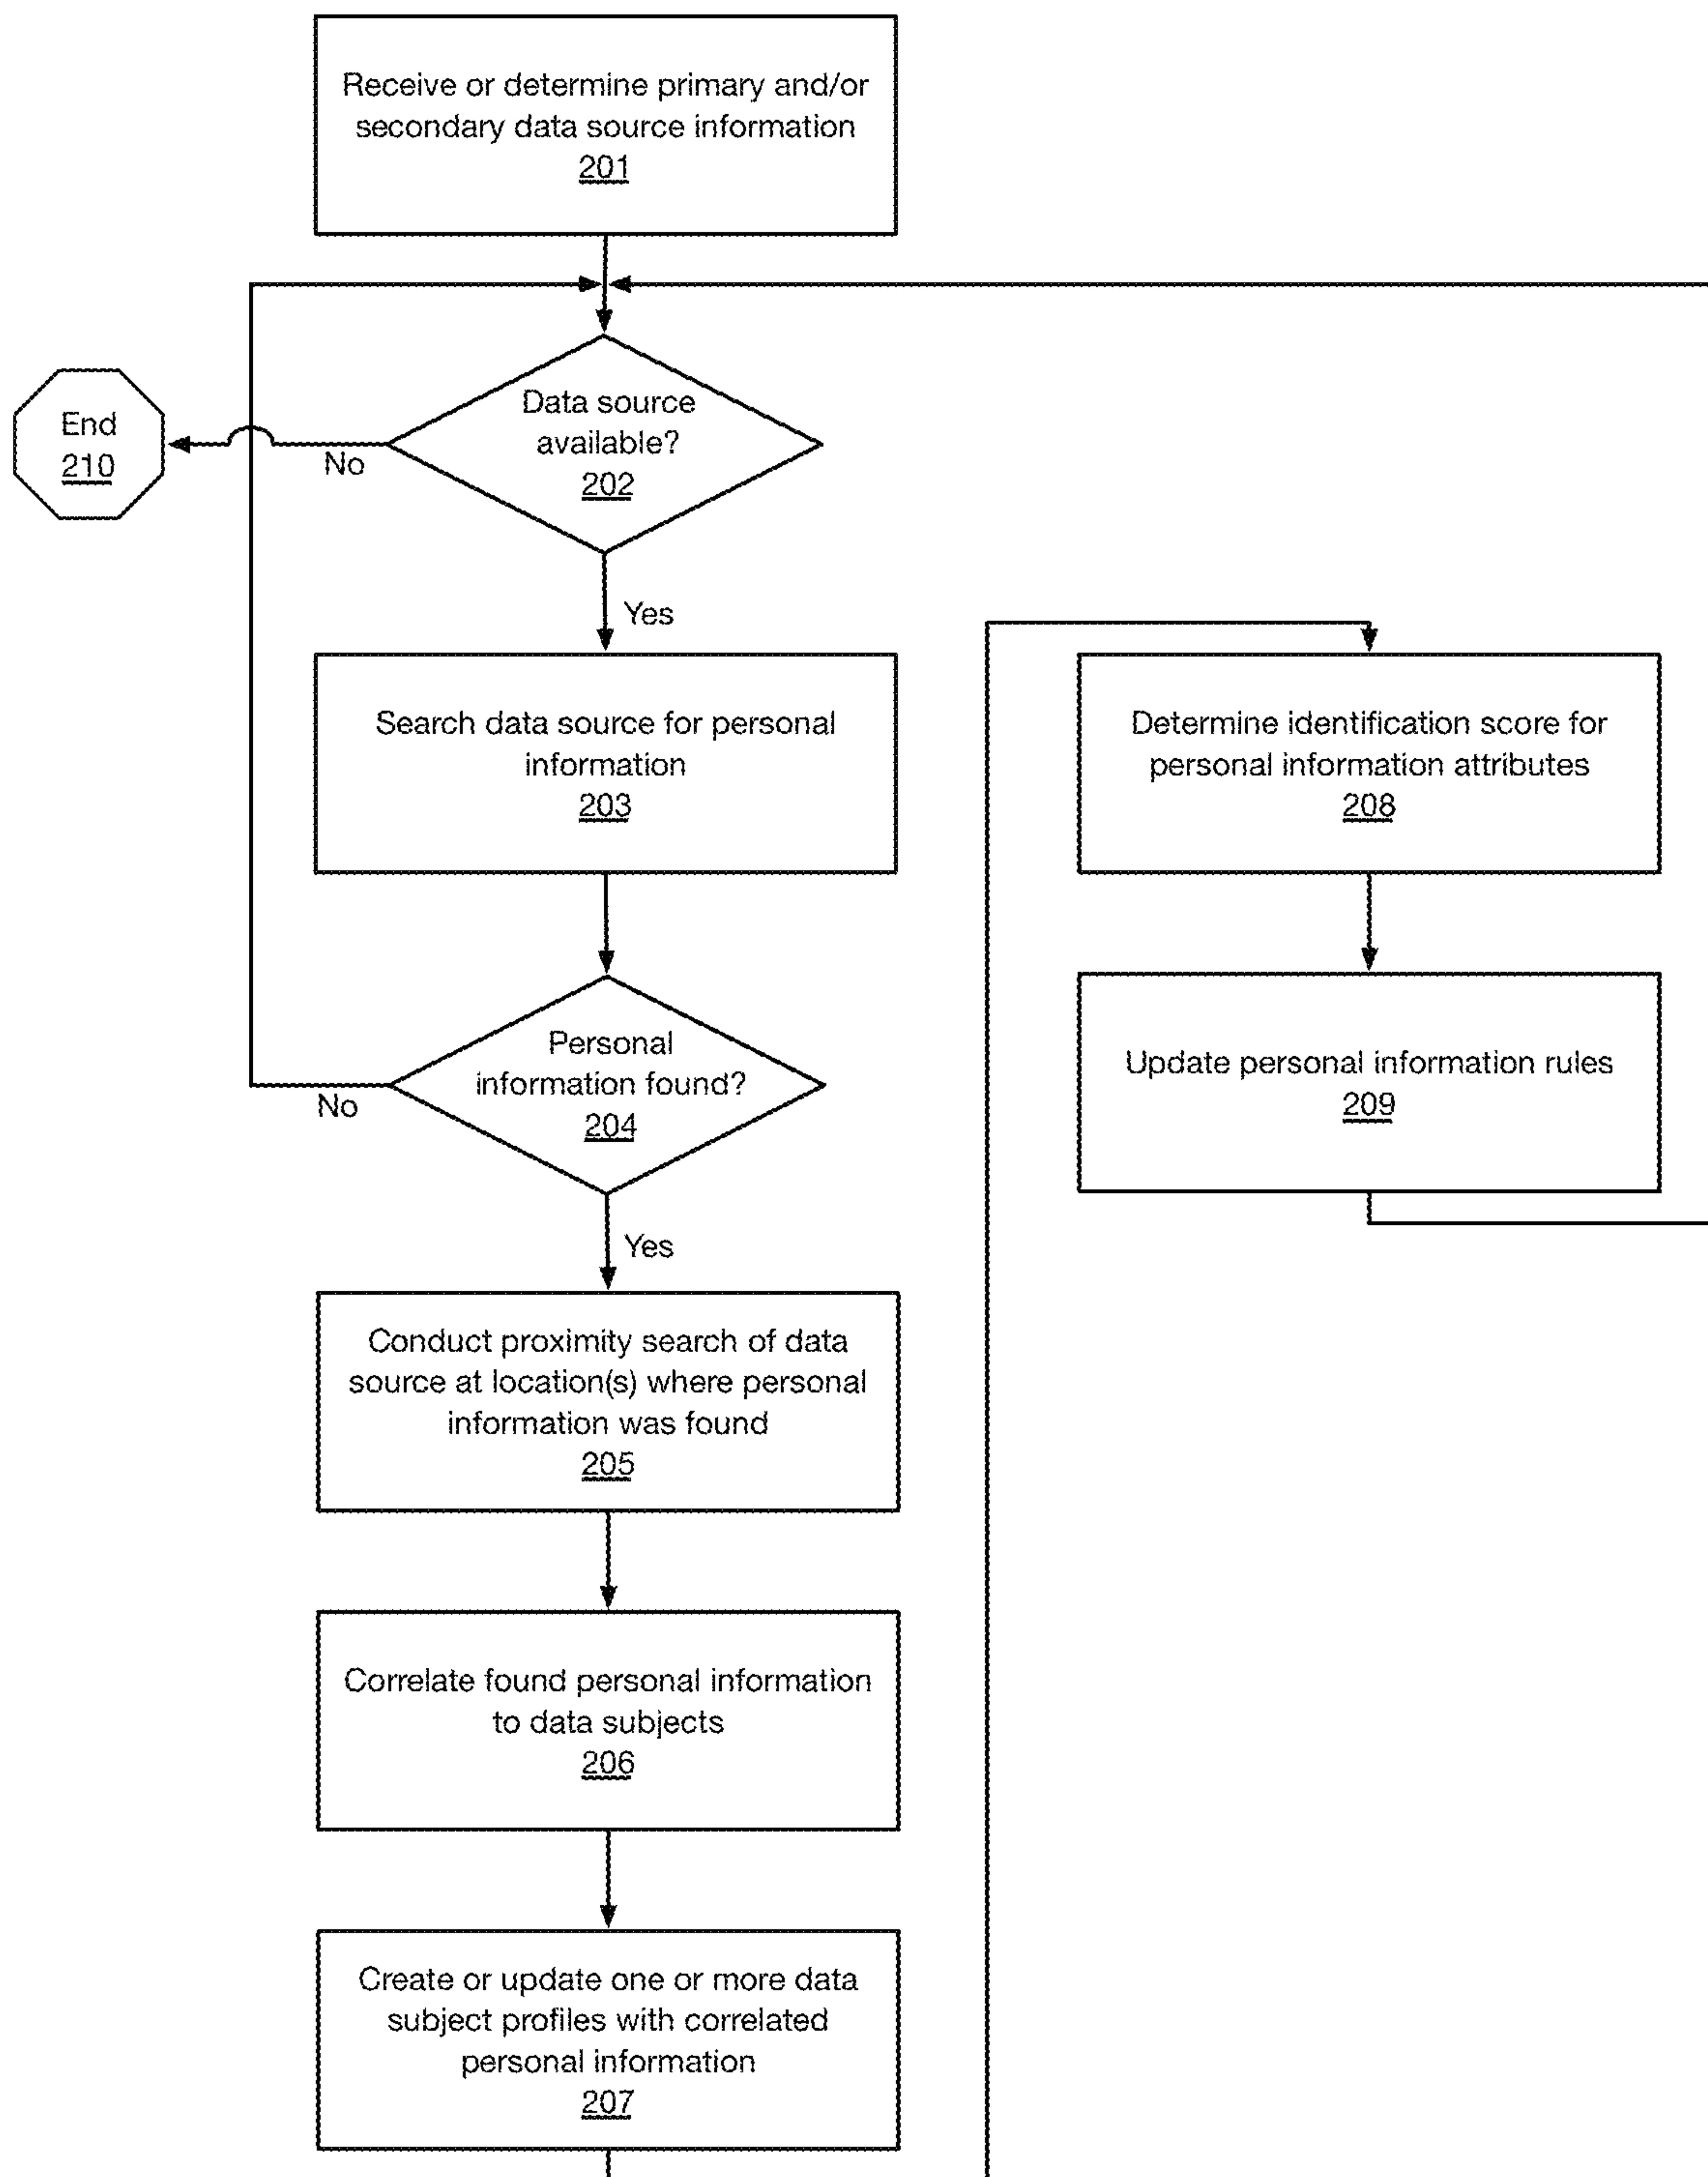 Receive or determine primary and/or
secondary data source information
201
Data source
available?
202
End
210
No
Yes
Search data source for personal
information
203
Personal
information found?
204
No
Yes
Conduct proximity search of data
source at location(s) where personal
information was found
205
Correlate found personal information
to data subjects
206
Create or update one or more data
subject profiles with correlated
personal information
207
Determine identification score for
personal information attributes
208
Update personal information rules
209